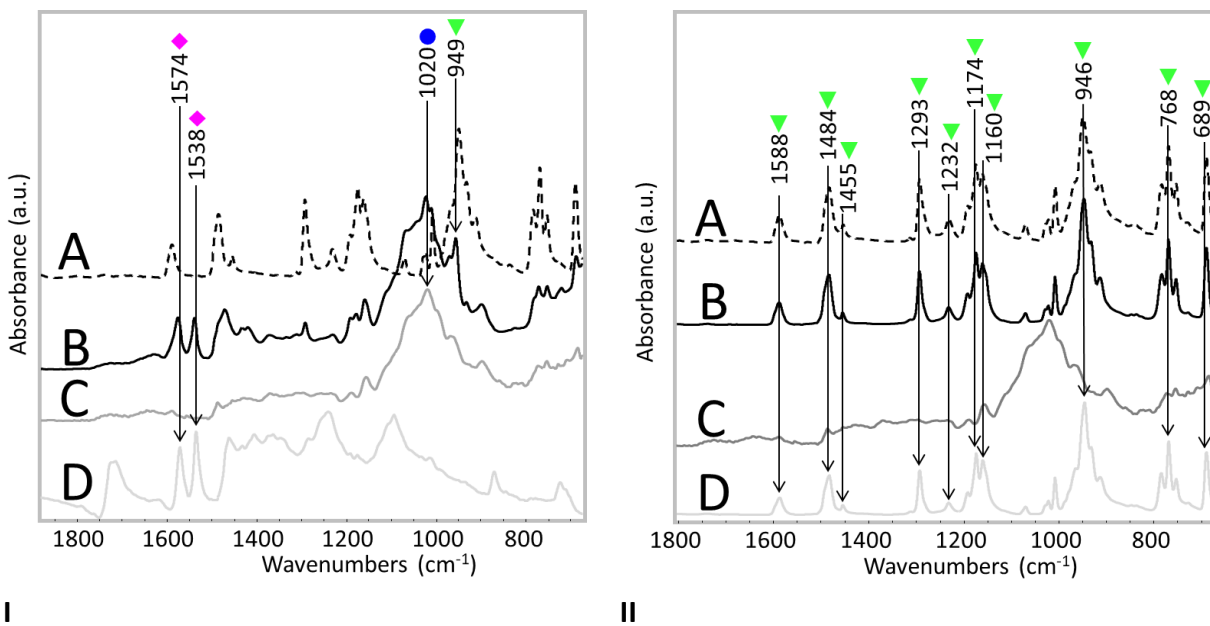 1574
1538
1020
949
A
B
C
D
Absorbance (a.u.)
1800 1600 1400 1200 1000 800
Wavenumbers (cm⁻¹)
I
1588
1484
1455
1293
1232
1174
1160
946
768
689
A
B
C
D
Absorbance (a.u.)
1800 1600 1400 1200 1000 800
Wavenumbers (cm⁻¹)
II